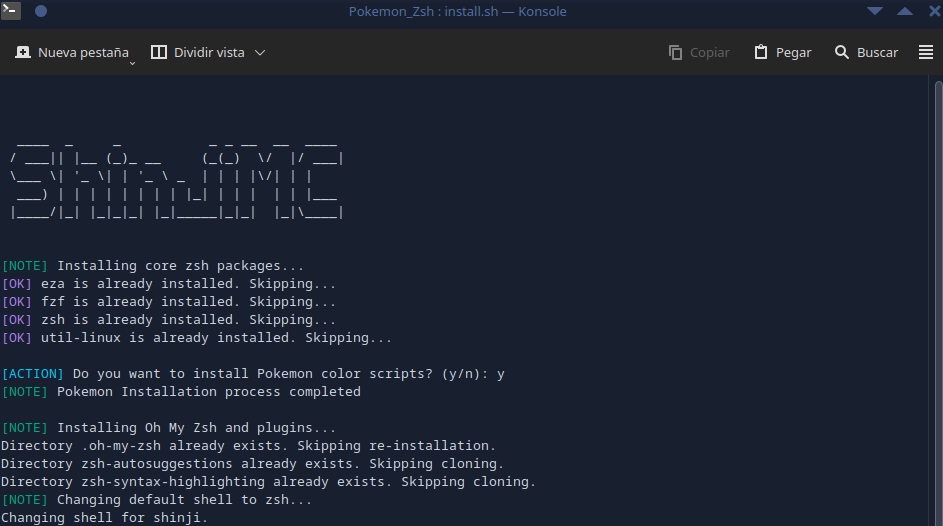 Pokemon_Zsh : install.sh — Konsole
Nueva pestaña Dividir vista Copiar Pegar Buscar
[NOTE] Installing core zsh packages...
[OK] eza is already installed. Skipping...
[OK] fzf is already installed. Skipping...
[OK] zsh is already installed. Skipping...
[OK] util-linux is already installed. Skipping...
[ACTION] Do you want to install Pokemon color scripts? (y/n): y
[NOTE] Pokemon Installation process completed
[NOTE] Installing Oh My Zsh and plugins...
Directory .oh-my-zsh already exists. Skipping re-installation.
Directory zsh-autosuggestions already exists. Skipping cloning.
Directory zsh-syntax-highlighting already exists. Skipping cloning.
[NOTE] Changing default shell to zsh...
Changing shell for shinji.